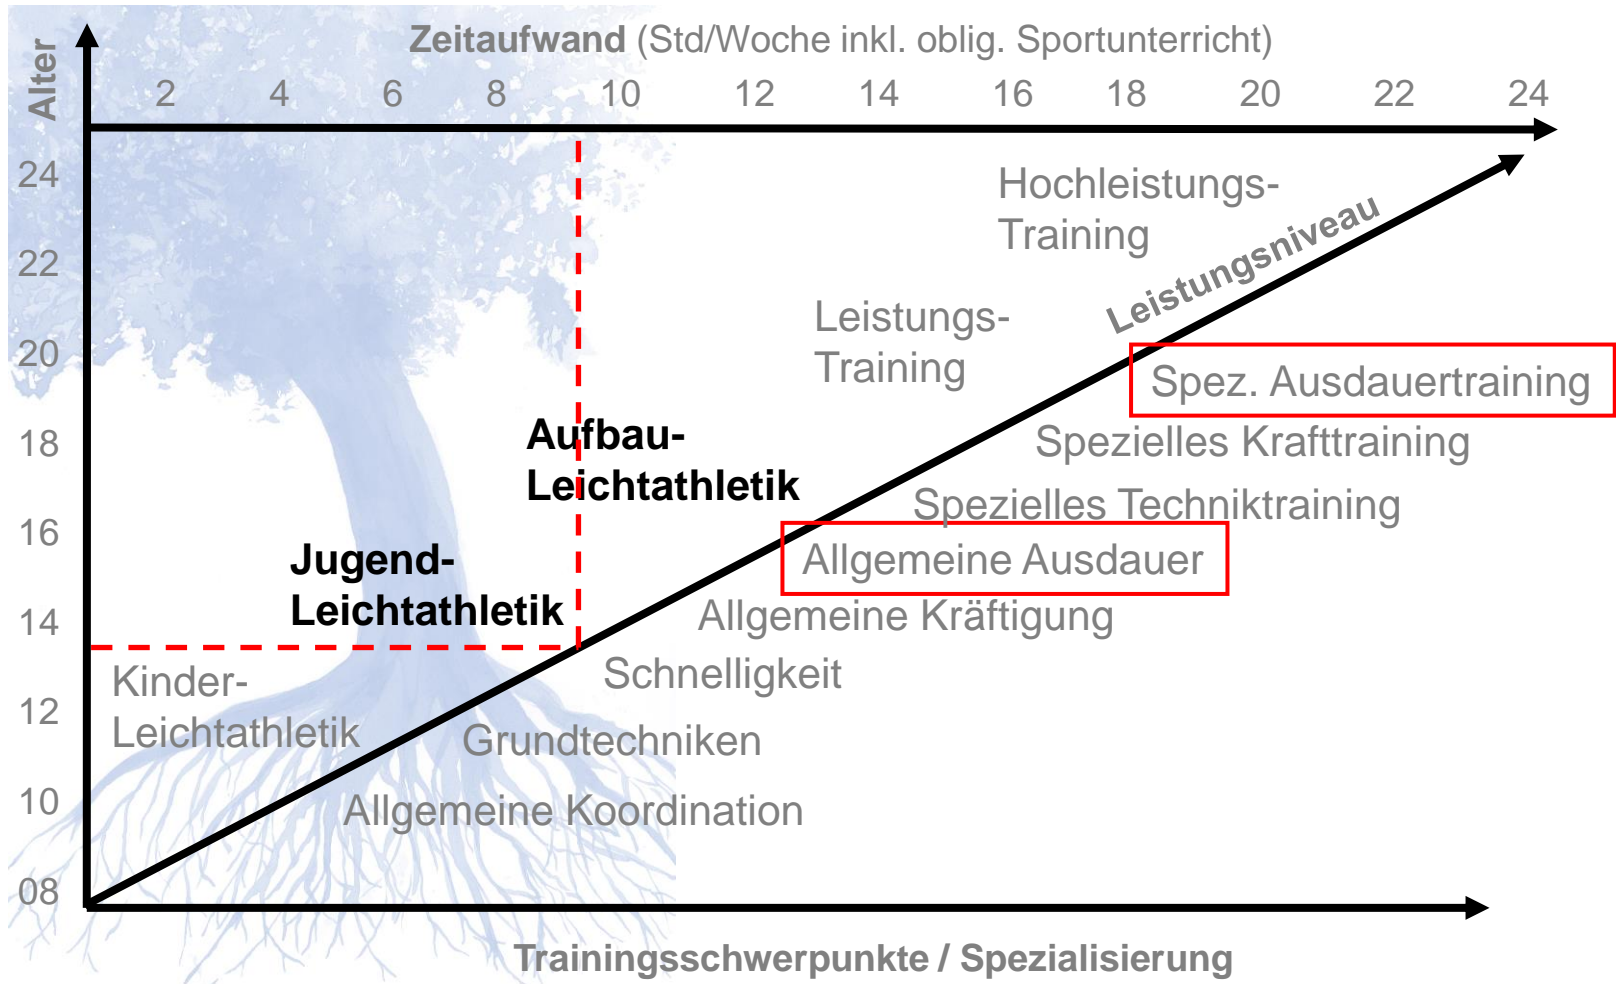 Zeitaufwand (Std/Woche inkl. oblig. Sportunterricht)
Alter
2 4 6 8 10 12 14 16 18 20 22 24
24
22
20
18
16
14
12
10
08
Hochleistungs-
Training
Leistungsniveau
Leistungs-
Training
Spez. Ausdauertraining
Aufbau-
Leichtathletik
Spezielles Krafttraining
Spezielles Techniktraining
Jugend-
Leichtathletik
Allgemeine Ausdauer
Allgemeine Kräftigung
Kinder-
Leichtathletik
Schnelligkeit
Grundtechniken
Allgemeine Koordination
Trainingsschwerpunkte / Spezialisierung